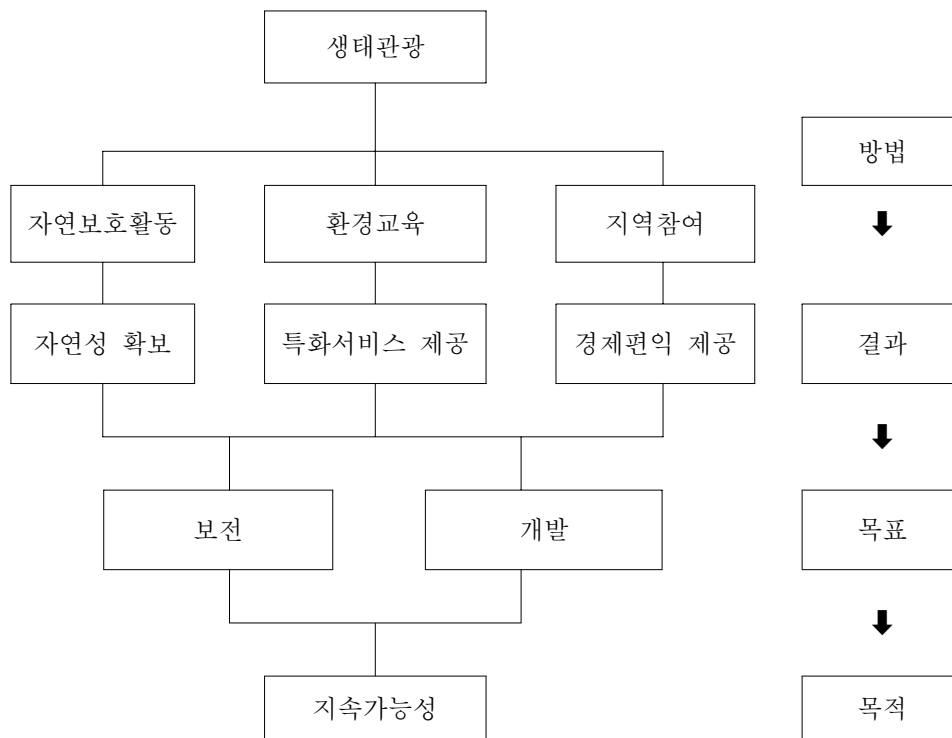 생태관광
방법
자연보호활동 환경교육 지역참여
자연성 확보 특화서비스 제공 경제편익 제공 결과
보전 개발 목표
지속가능성 목적